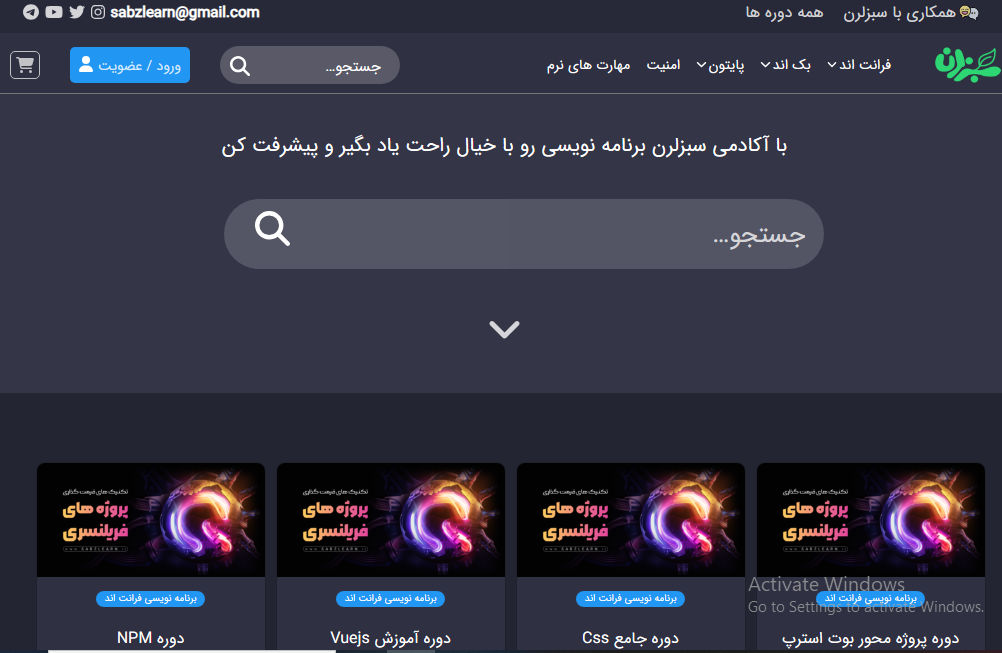 همکاری با سبزلرن
همه دوره ها
sabzlearn@gmail.com
سبزلرن
فرانت اند
بک اند
پایتون
امنیت
مهارت های نرم
جستجو...
ورود / عضویت
با آکادمی سبزلرن برنامه نویسی رو با خیال راحت یاد بگیر و پیشرفت کن
جستجو...
تکنیک های قیمت گذاری
پروژه های
فریلنسری
برنامه نویسی فرانت اند
دوره پروژه محور بوت استرپ
تکنیک های قیمت گذاری
پروژه های
فریلنسری
برنامه نویسی فرانت اند
دوره جامع Css
تکنیک های قیمت گذاری
پروژه های
فریلنسری
برنامه نویسی فرانت اند
دوره آموزش Vuejs
تکنیک های قیمت گذاری
پروژه های
فریلنسری
برنامه نویسی فرانت اند
دوره NPM
Activate Windows
Go to Settings to activate Windows.